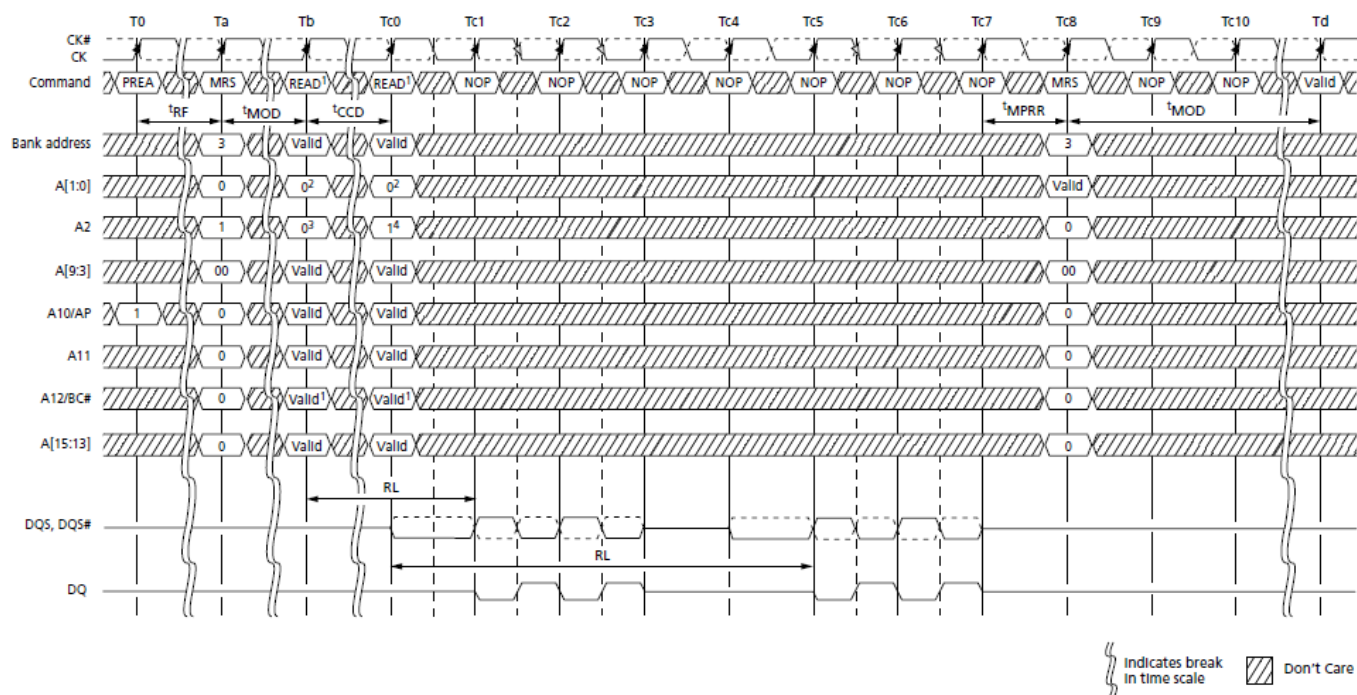 T0 Ta Tb Tc0 Tc1 Tc2 Tc3 Tc4 Tc5 Tc6 Tc7 Tc8 Tc9 Tc10 Td
CK#
CK
Command PREA MRS READ1 READ1 NOP NOP NOP NOP NOP NOP NOP MRS NOP NOP Valid
tRF tMOD tCCD tMPRR tMOD
Bank address 3 Valid Valid 3
A[1:0] 0 0² 0² Valid
A2 1 0³ 1⁴ 0
A[9:3] 00 Valid Valid 00
A10/AP 1 0 Valid Valid 0
A11 0 Valid Valid 0
A12/BC# 0 Valid¹ Valid¹ 0
A[15:13] 0 Valid Valid 0
RL
DQS, DQS#
RL
DQ
Indicates break
in time scale
Don't Care